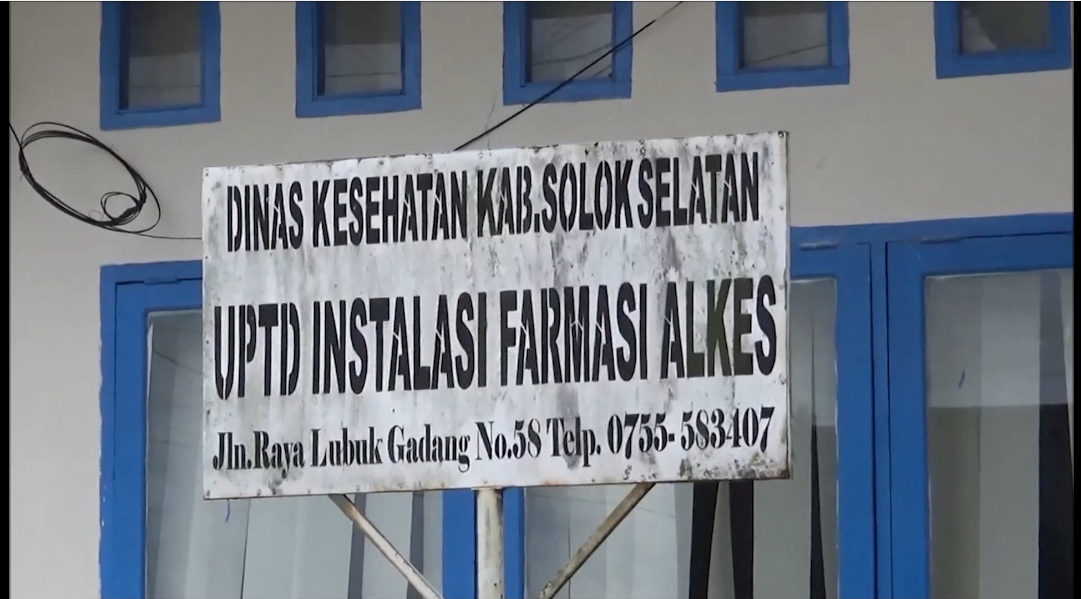 DINAS KESEHATAN KAB.SOLOK SELATAN
UPTD INSTALASI FARMASI ALKES
Jln.Raya Lubuk Gadang No.58 Telp. 0755-583407